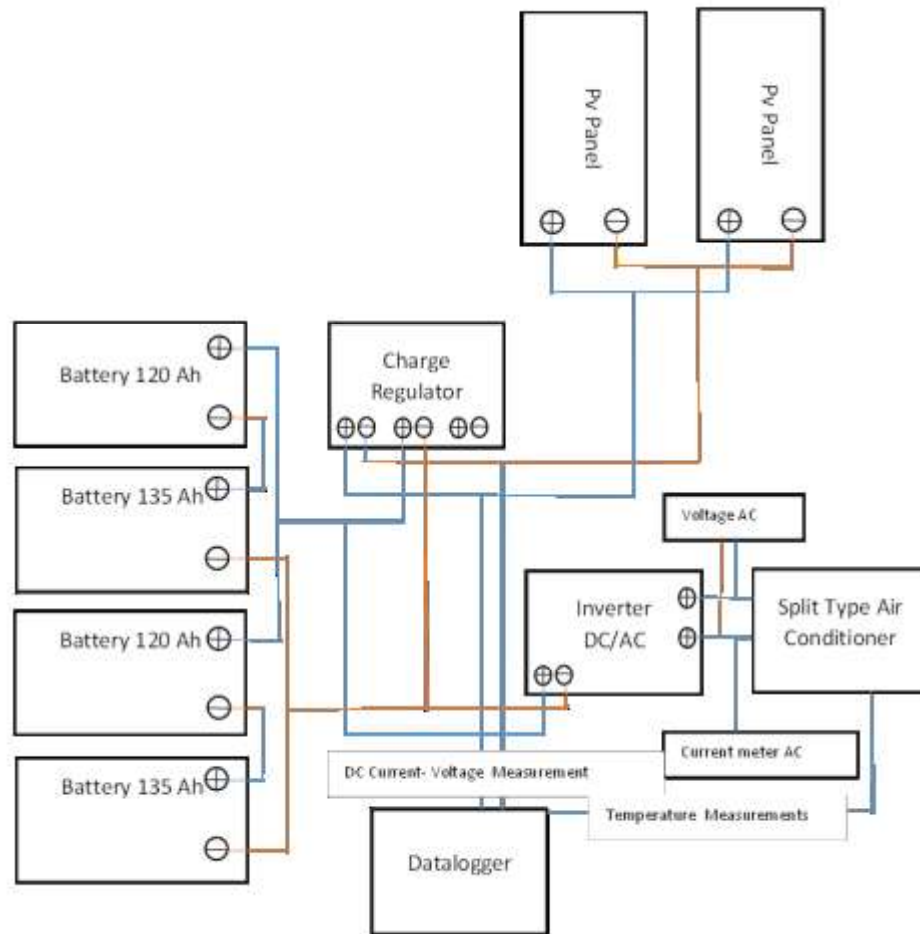 Pv Panel
Pv Panel
Battery 120 Ah
Charge
Regulator
Battery 135 Ah
Voltage AC
Inverter
DC/AC
Split Type Air
Conditioner
Battery 120 Ah
Current meter AC
DC Current- Voltage Measurement
Battery 135 Ah
Temperature Measurements
Datalogger